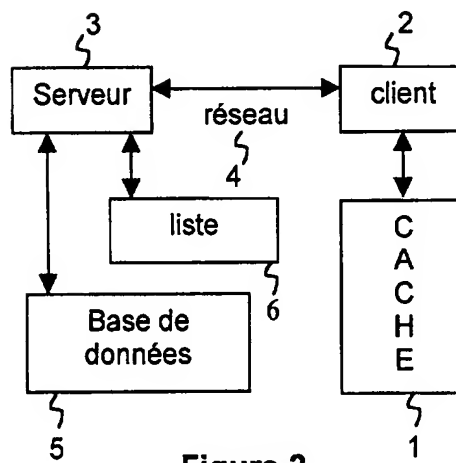 3
2
Serveur
client
réseau
4
liste
6
C
A
C
H
E
Base de
données
5
1
Figure 2